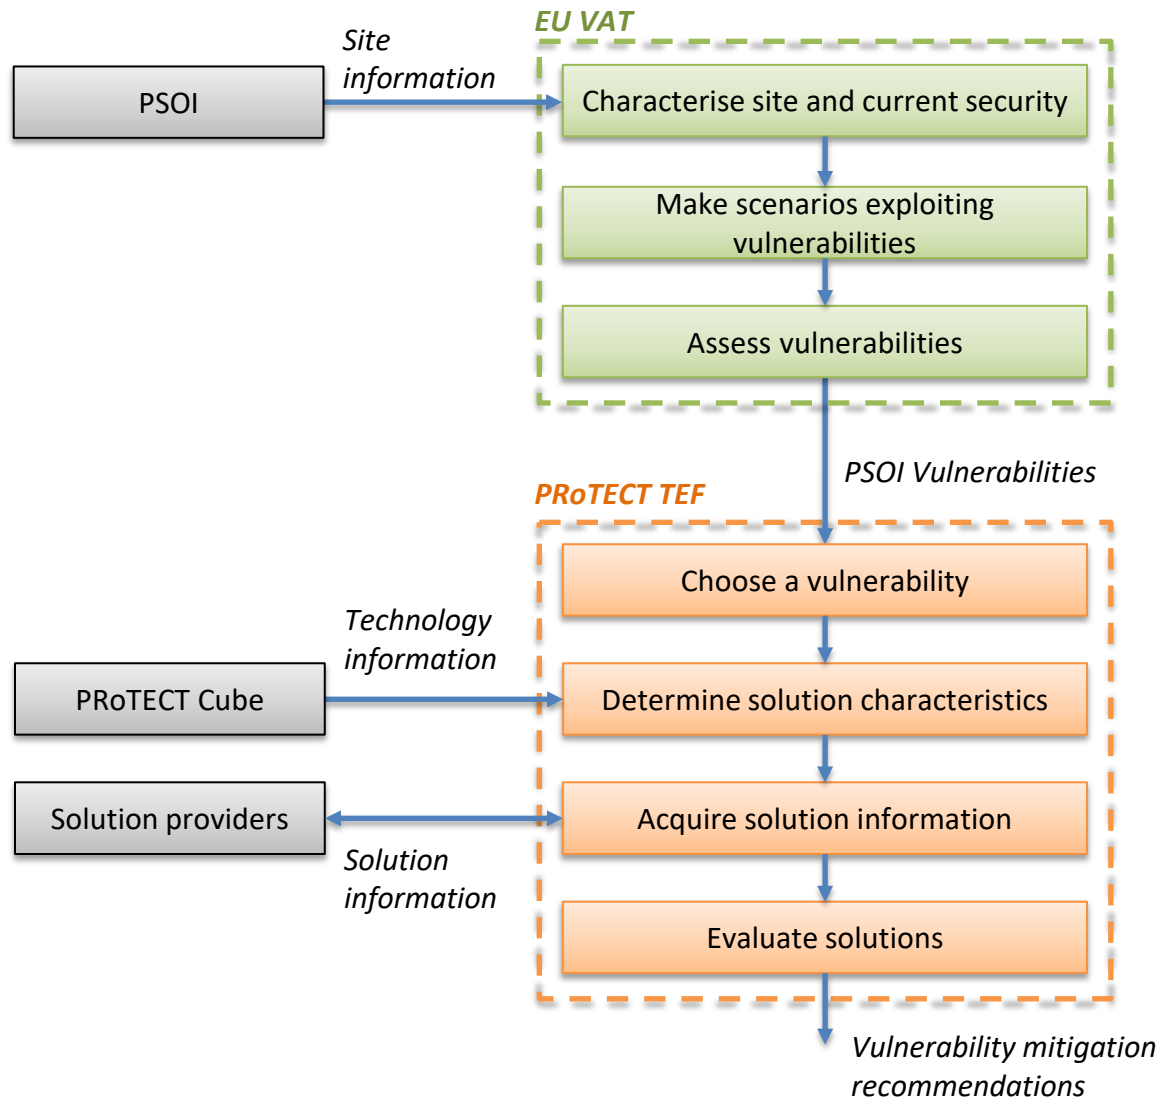 EU VAT
Site
information
PSOI
Characterise site and current security
Make scenarios exploiting
vulnerabilities
Assess vulnerabilities
PSOI Vulnerabilities
PRoTECT TEF
Choose a vulnerability
Technology
information
PRoTECT Cube
Determine solution characteristics
Solution providers
Acquire solution information
Solution
information
Evaluate solutions
Vulnerability mitigation
recommendations